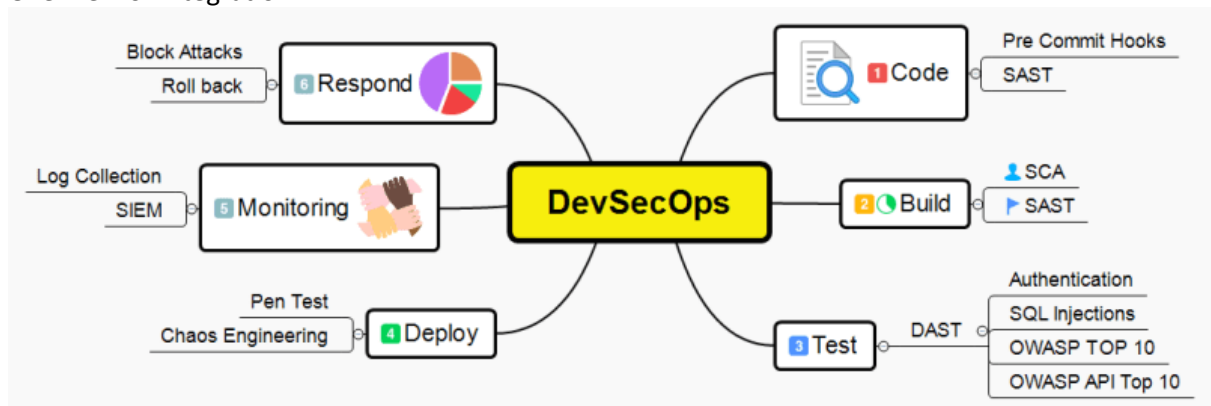 DevSecOps
1 Code
Pre Commit Hooks
SAST
2 Build
SCA
SAST
3 Test
DAST
Authentication
SQL Injections
OWASP TOP 10
OWASP API Top 10
4 Deploy
Pen Test
Chaos Engineering
5 Monitoring
Log Collection
SIEM
6 Respond
Block Attacks
Roll back